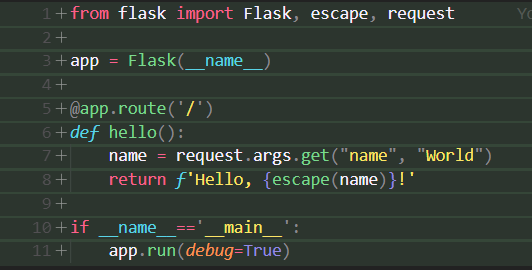 1+from flask import Flask, escape, request
2+
3+app = Flask(__name__)
4+
5+@app.route('/')
6+def hello():
7+    name = request.args.get("name", "World")
8+    return f'Hello, {escape(name)}!'
9+
10+if __name__=='__main__':
11+    app.run(debug=True)